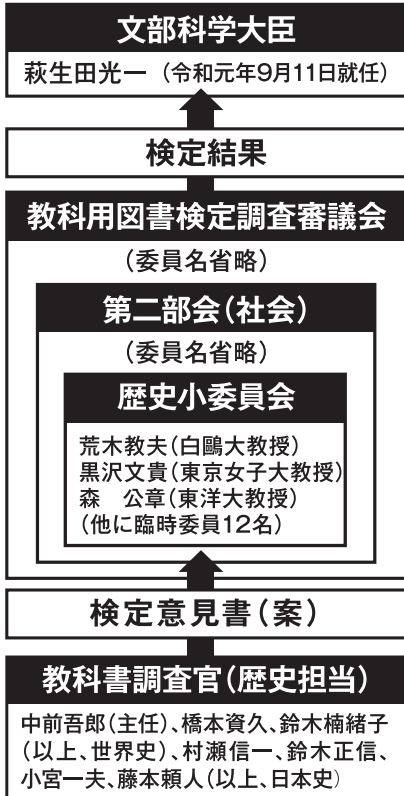 文部科学大臣
萩生田光一（令和元年9月11日就任）
検定結果
教科用図書検定調査審議会
（委員名省略）
第二部会（社会）
（委員名省略）
歴史小委員会
荒木教夫（白鷗大教授）
黒沢文貴（東京女子大教授）
森　公章（東洋大教授）
（他に臨時委員12名）
検定意見書（案）
教科書調査官（歴史担当）
中前吾郎（主任）、橋本資久、鈴木楠緒子
（以上、世界史）、村瀬信一、鈴木正信、
小宮一夫、藤本頼人（以上、日本史）